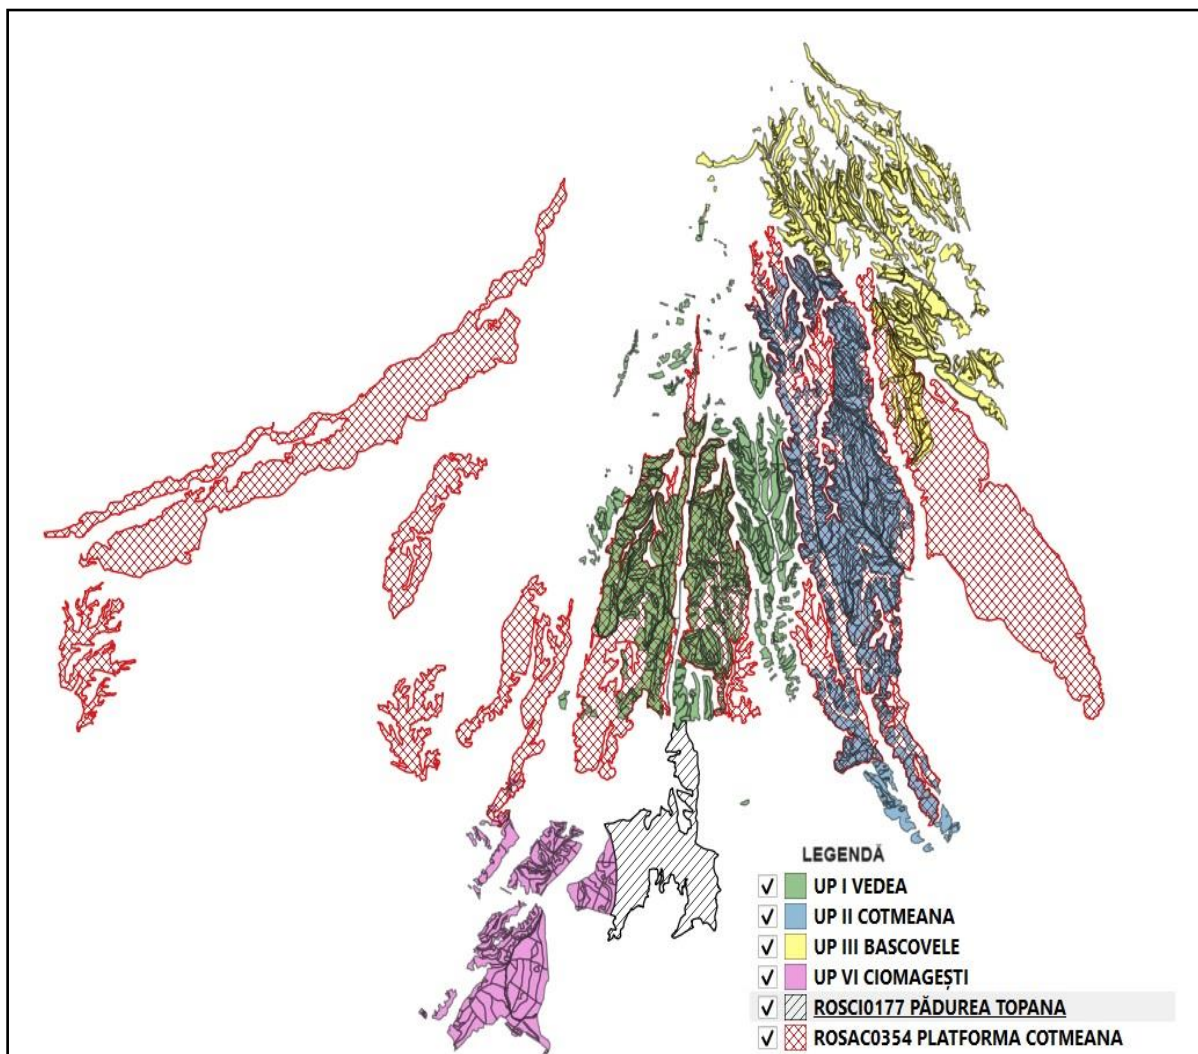 LEGENDĂ
UP I VEDEA
UP II COTMEANA
UP III BASCOVELE
UP VI CIOMAGEȘTI
ROSCI0177 PĂDUREA TOPANA
ROSAC0354 PLATFORMA COTMEANA